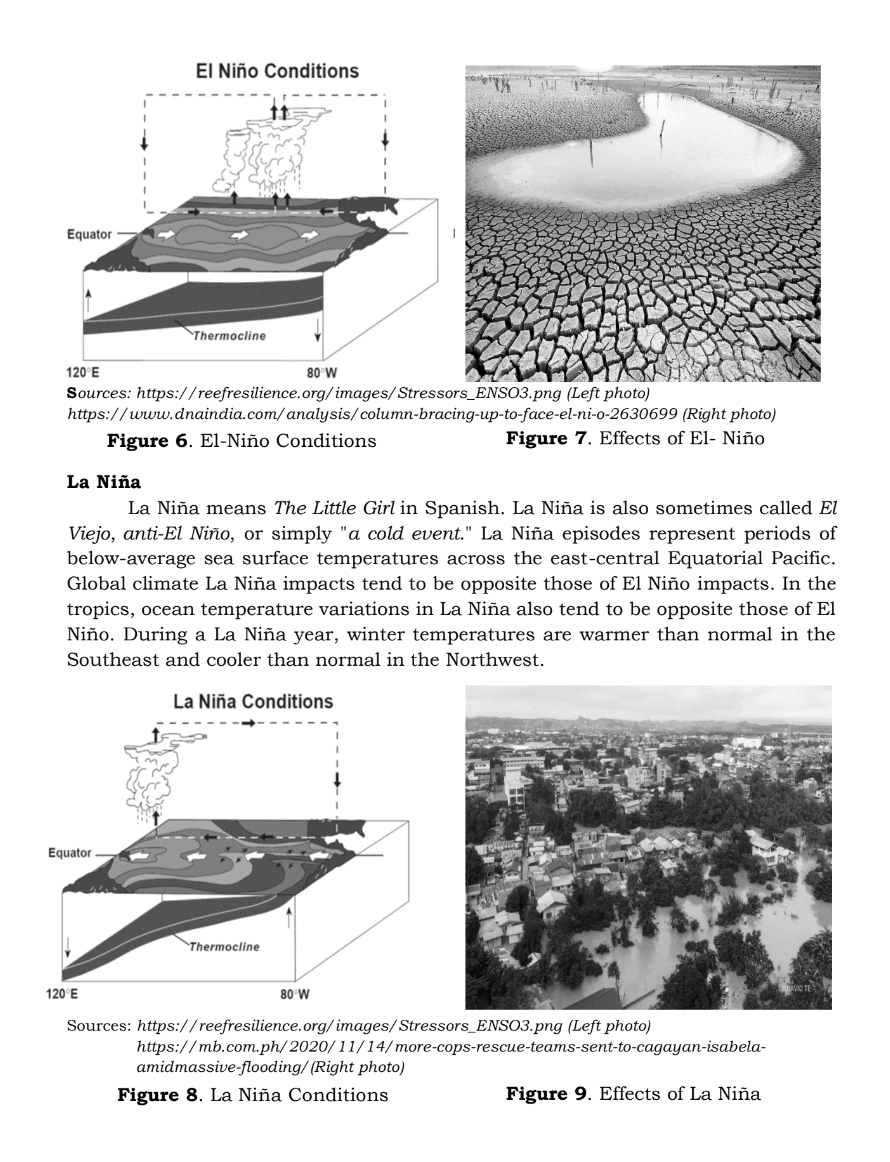 El Niño Conditions
Equator
Thermocline
120°E 80°W
Sources: https://reefresilience.org/images/Stressors_ENSO3.png (Left photo)
https://www.dnaindia.com/analysis/column-bracing-up-to-face-el-ni-o-2630699 (Right photo)
Figure 6. El-Niño Conditions
Figure 7. Effects of El- Niño
La Niña
La Niña means The Little Girl in Spanish. La Niña is also sometimes called El
Viejo, anti-El Niño, or simply "a cold event." La Niña episodes represent periods of
below-average sea surface temperatures across the east-central Equatorial Pacific.
Global climate La Niña impacts tend to be opposite those of El Niño impacts. In the
tropics, ocean temperature variations in La Niña also tend to be opposite those of El
Niño. During a La Niña year, winter temperatures are warmer than normal in the
Southeast and cooler than normal in the Northwest.
La Niña Conditions
Equator
Thermocline
120°E 80°W
Sources: https://reefresilience.org/images/Stressors_ENSO3.png (Left photo)
https://mb.com.ph/2020/11/14/more-cops-rescue-teams-sent-to-cagayan-isabela-
amidmassive-flooding/(Right photo)
Figure 8. La Niña Conditions
Figure 9. Effects of La Niña